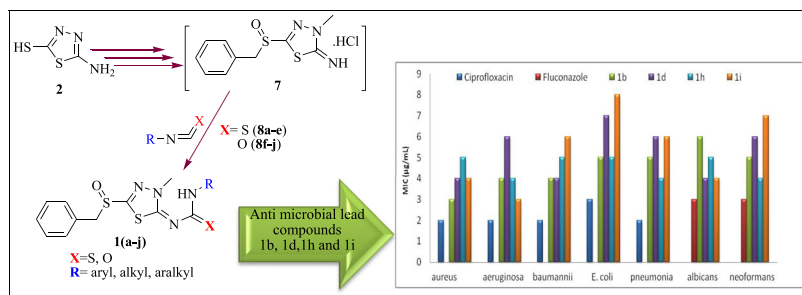 HS
N N
S
NH2
2
O
S
N N
S
NH
.HCl
7
R N X
X= S (8a-e)
O (8f-j)
O
S
N N
S
N
HN R
X
1(a-j)
X=S, O
R= aryl, alkyl, aralkyl
Anti microbial lead
compounds
1b, 1d,1h and 1i
Ciprofloxacin Fluconazole 1b 1d 1h 1i
MIC (µg/mL)
9
8
7
6
5
4
3
2
1
0
aureus aeruginosa baumannii E. coli pneumonia albicans neoformans